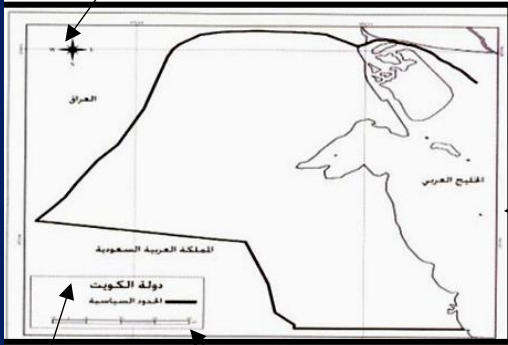 العراق
الخليج العربي
المملكة العربية السعودية
دولة الكويت
الحدود السياسية